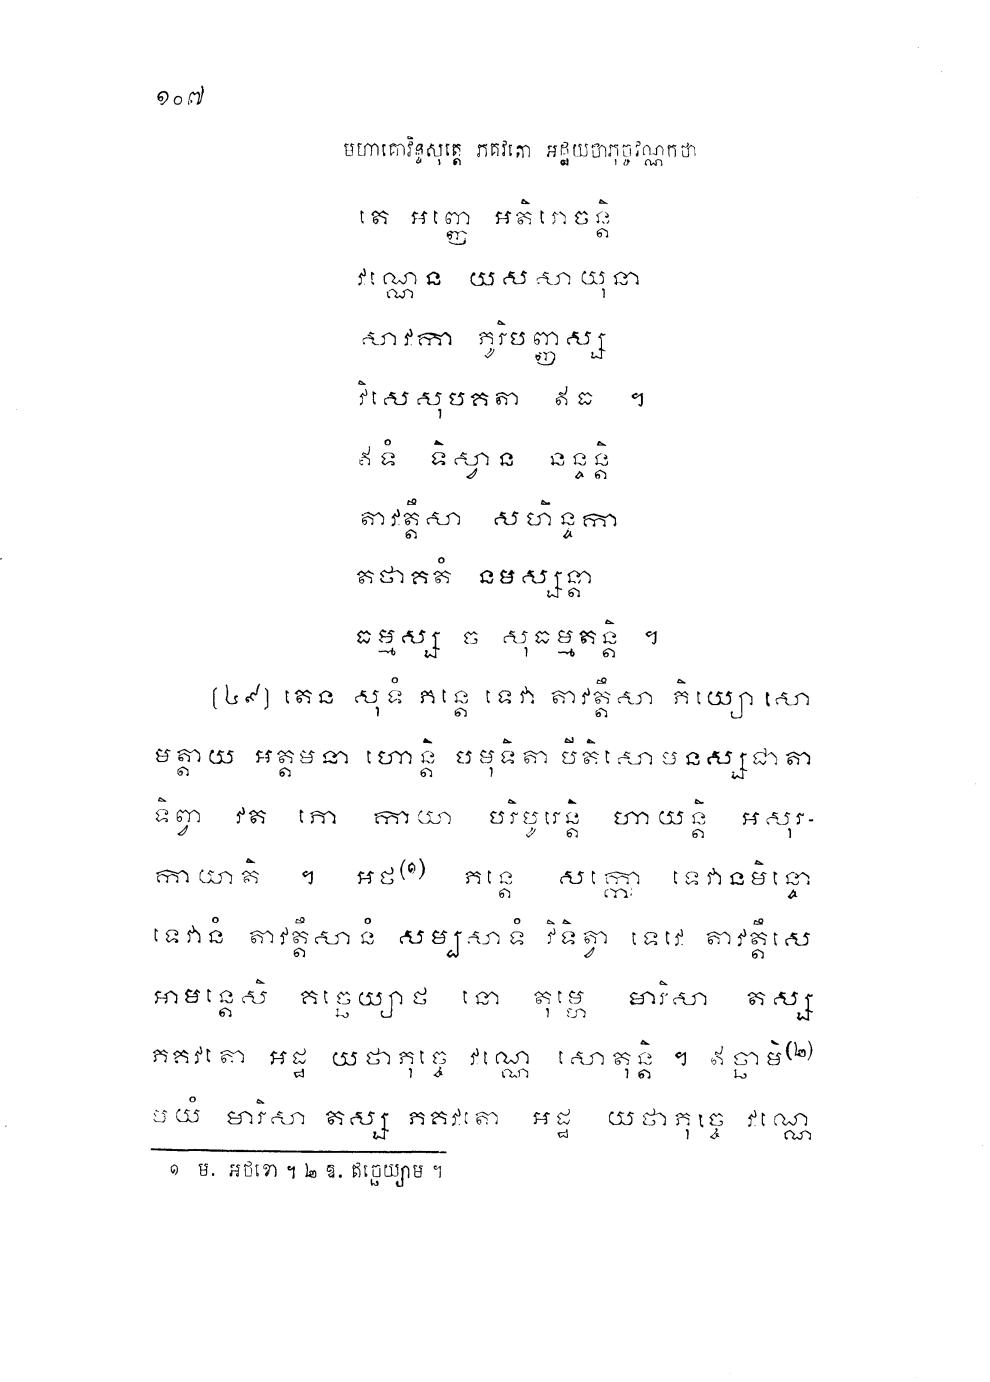 ១០៧
មហាគោវិន្ទសុត្តេ ភគវតោ អដ្ឋយថាភុច្ចវណ្ណកថា
តេ អញ្ញេ អតិរោចន្តិ
វណ្ណេន យសសាយុនា
សាវកា ភូរិបញ្ញស្ស
វិសេសុបគតា ឥធ ។
ឥទំ ទិស្វាន នន្ទន្តិ
តាវត្តឹសា សហិន្ទកា
តថាគតំ នមស្សន្តា
ធម្មស្ស ច សុធម្មតន្តិ ។
(៤៩) តេន សុទំ ភន្តេ ទេវា តាវត្តឹសា ភិយ្យោ សោ
មត្តាយ អត្តមនា ហោន្តិ បមុទិតា បីតិសោមនស្សជាតា
ទិព្វា វត ភោ កាយា បរិបូរេន្តិ ហាយន្តិ អសុរ-
កាយាតិ ។ អថ(១) ភន្តេ សក្កោ ទេវានមិន្ទោ
ទេវានំ តាវត្តឹសានំ សម្បសាទំ វិទិត្វា ទេវេ តាវត្តឹសេ
អាមន្តេសិ ឥច្ឆេយ្យាថ នោ តុម្ហេ មារិសា តស្ស
ភគវតោ អដ្ឋ យថាភុច្ចេ វណ្ណេ សោតុន្តិ ។ ឥច្ឆាមិ(២)
មយំ មារិសា តស្ស ភគវតោ អដ្ឋ យថាភុច្ចេ វណ្ណេ
១ ម. អថខោ ។ ២ ឱ. ឥច្ឆេយ្យាម ។